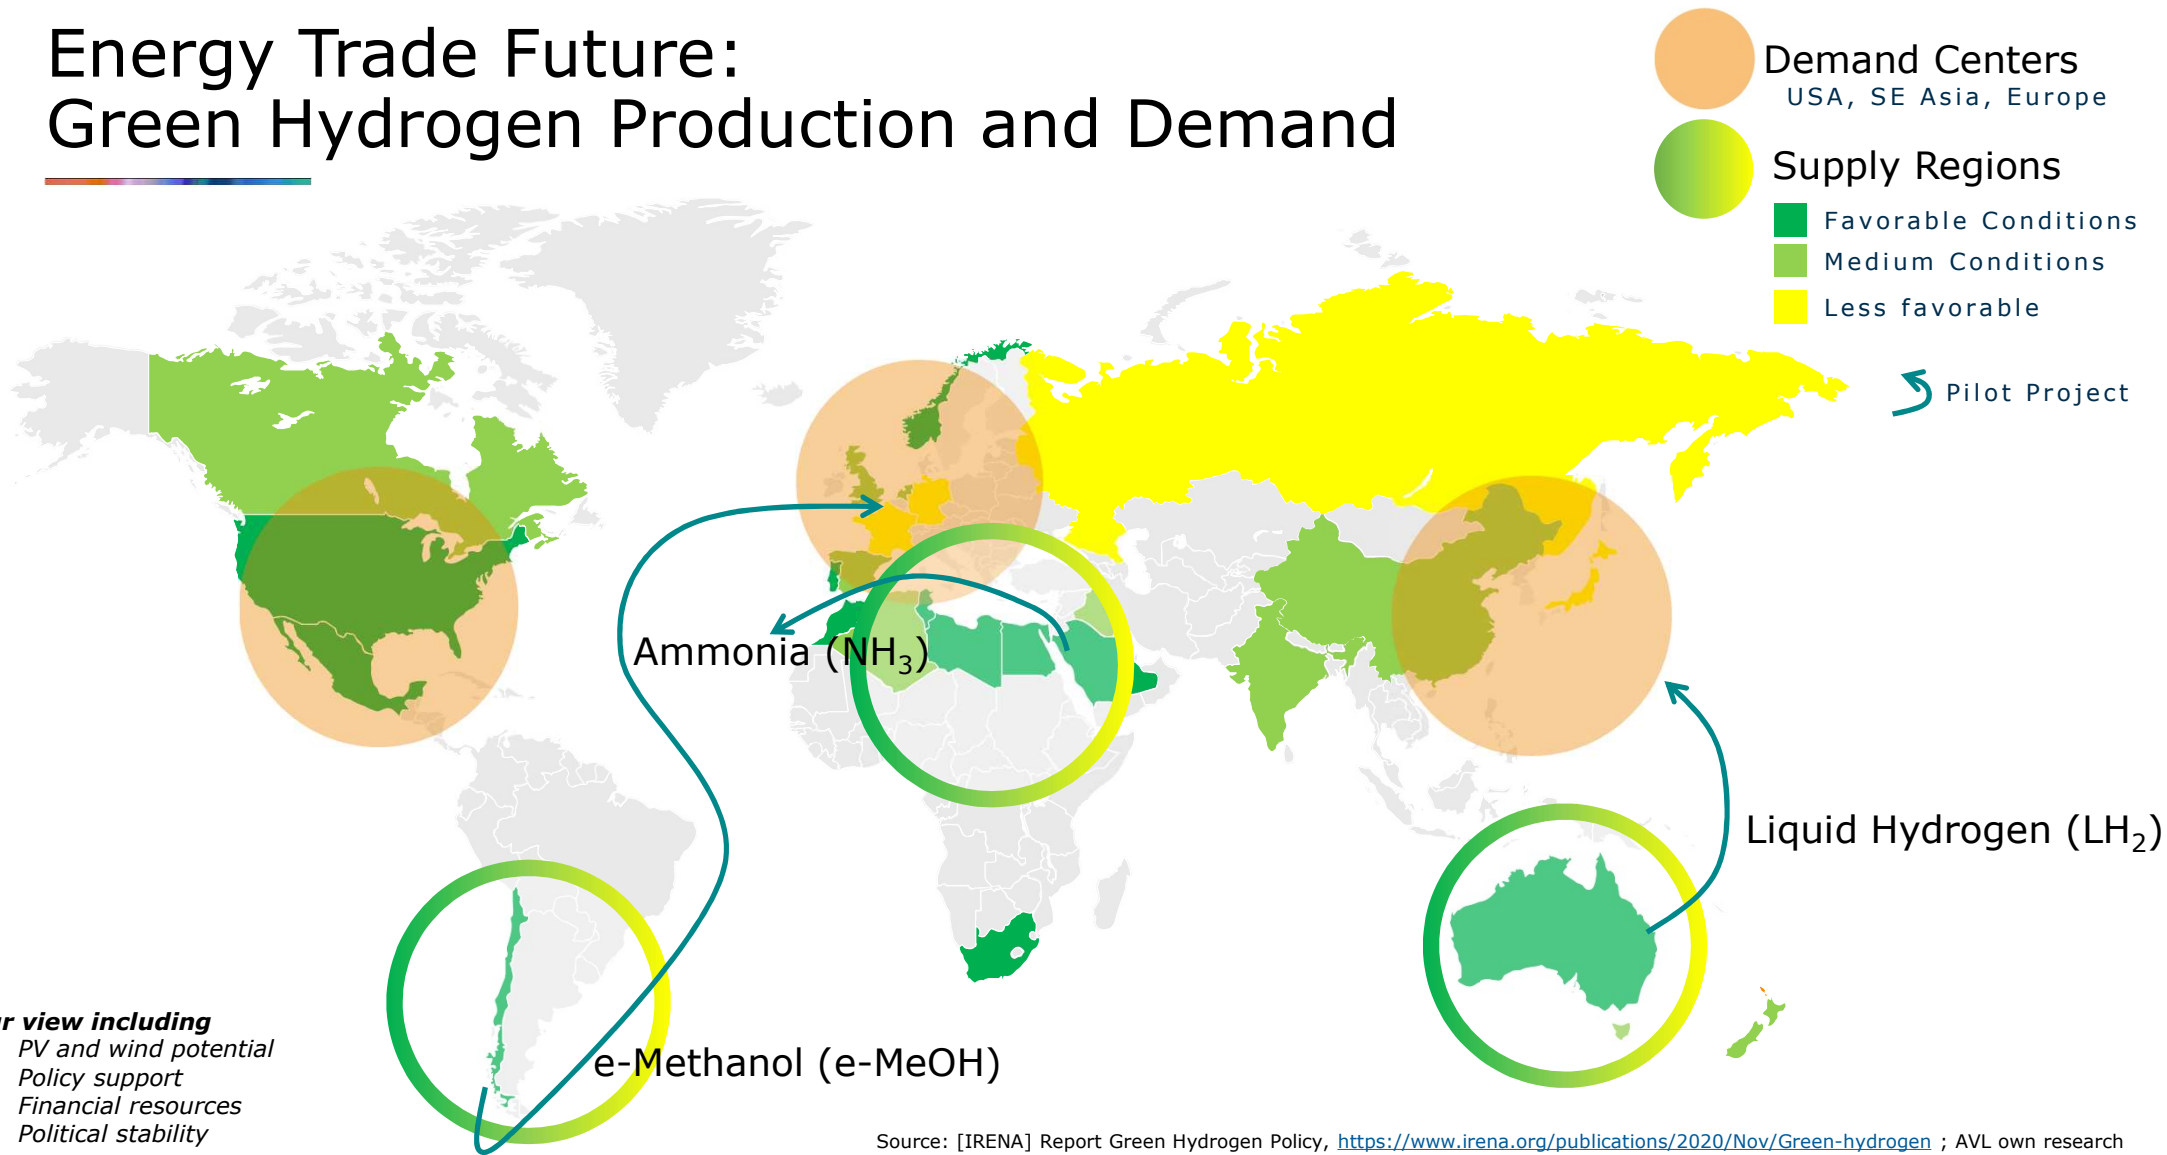 Energy Trade Future:
Green Hydrogen Production and Demand
Demand Centers
USA, SE Asia, Europe
Supply Regions
Favorable Conditions
Medium Conditions
Less favorable
Pilot Project
Ammonia (NH₃)
Liquid Hydrogen (LH₂)
e-Methanol (e-MeOH)
r view including
PV and wind potential
Policy support
Financial resources
Political stability
Source: [IRENA] Report Green Hydrogen Policy, https://www.irena.org/publications/2020/Nov/Green-hydrogen ; AVL own research